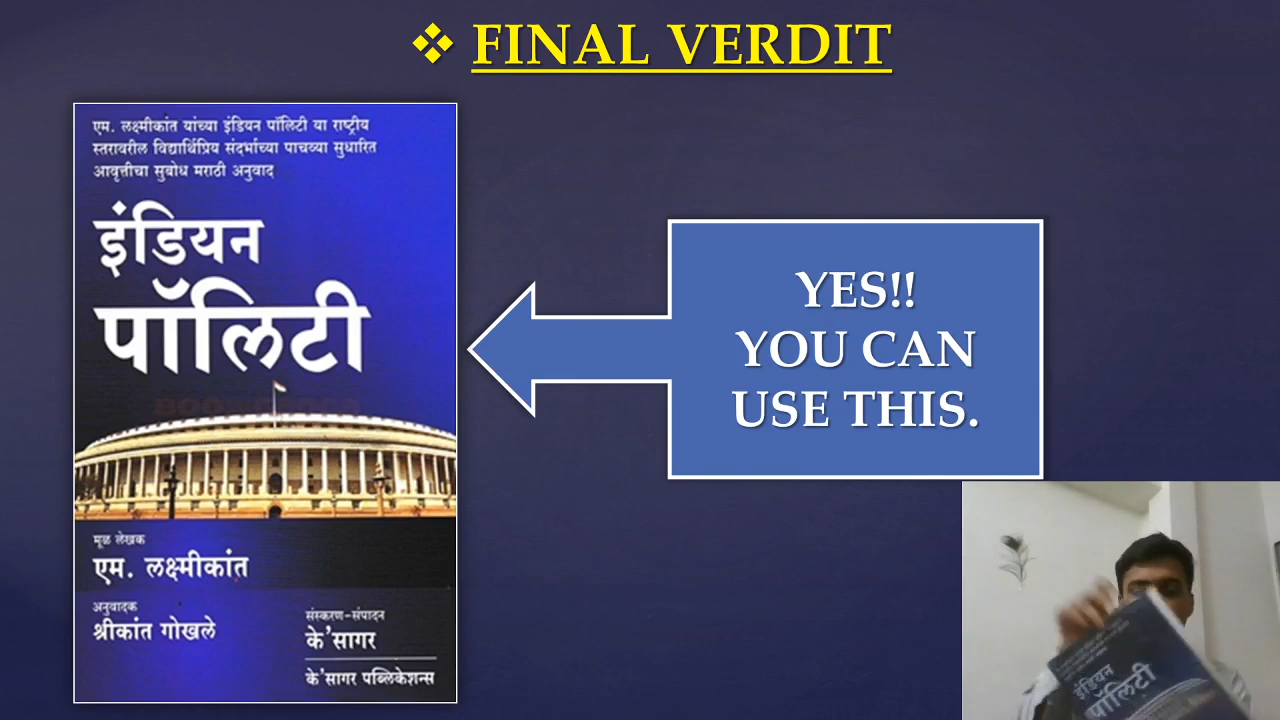 ❖ FINAL VERDIT
एम. लक्ष्मीकांत यांच्या इंडियन पॉलिटी या राष्ट्रीय
स्तरावरील विद्यार्थिप्रिय संदर्भाच्या पाचव्या सुधारित
आवृत्तीचा सुबोध मराठी अनुवाद
इंडियन
पॉलिटी
मूळ लेखक
एम. लक्ष्मीकांत
अनुवादक
श्रीकांत गोखले
संस्करण-संपादन
के'सागर
के'सागर पब्लिकेशन्स
YES!!
YOU CAN
USE THIS.
इंडियन
पॉलिटी